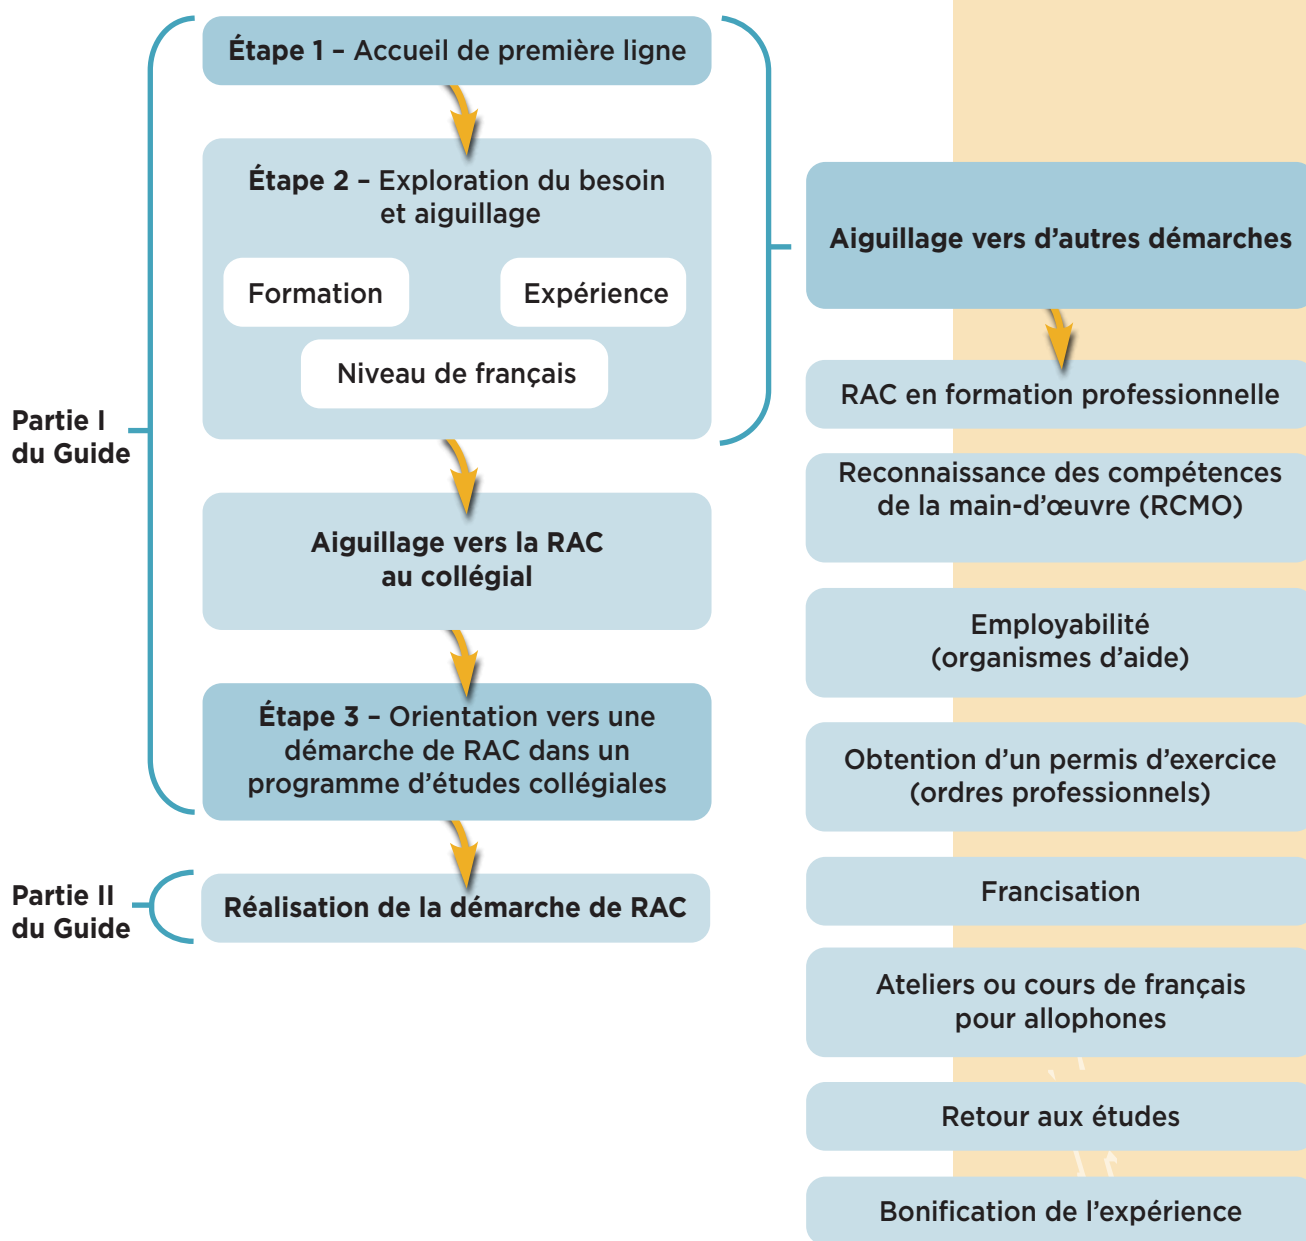 Étape 1 – Accueil de première ligne
Étape 2 – Exploration du besoin
et aiguillage
Formation
Expérience
Niveau de français
Partie I
du Guide
Aiguillage vers la RAC
au collégial
Étape 3 – Orientation vers une
démarche de RAC dans un
programme d’études collégiales
Partie II
du Guide
Réalisation de la démarche de RAC
Aiguillage vers d’autres démarches
RAC en formation professionnelle
Reconnaissance des compétences
de la main-d’œuvre (RCMO)
Employabilité
(organismes d’aide)
Obtention d’un permis d’exercice
(ordres professionnels)
Francisation
Ateliers ou cours de français
pour allophones
Retour aux études
Bonification de l’expérience